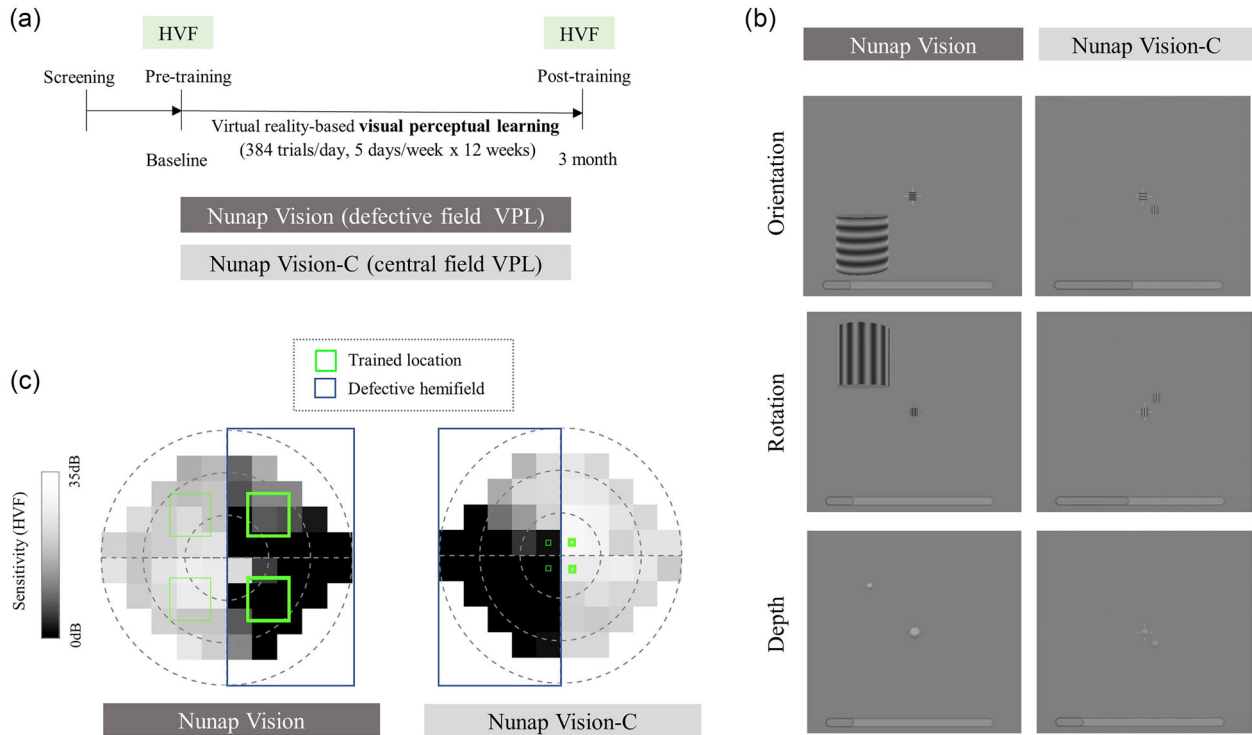 (a)
HVF
HVF
Screening
Pre-training
Post-training
Virtual reality-based visual perceptual learning
(384 trials/day, 5 days/week x 12 weeks)
Baseline
3 month
Nunap Vision (defective field VPL)
Nunap Vision-C (central field VPL)
(b)
Nunap Vision
Nunap Vision-C
Orientation
Rotation
Depth
(c)
Trained location
Defective hemifield
Sensitivity (HVF)
35dB
0dB
Nunap Vision
Nunap Vision-C